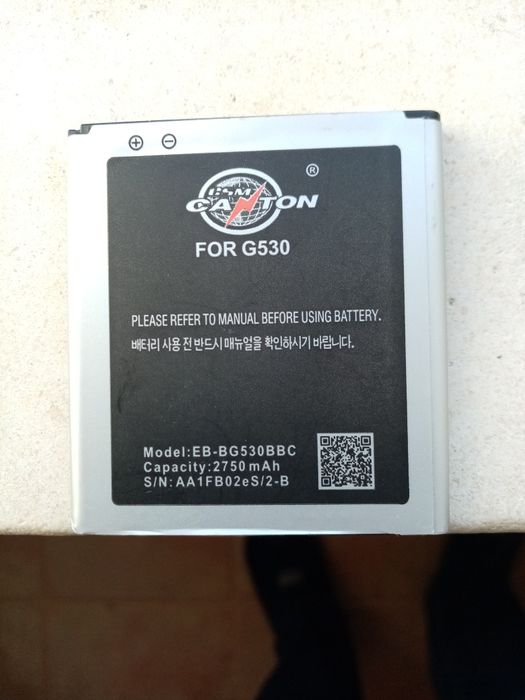 ⊕ ⊖
®
GSM
CANTON
FOR G530
PLEASE REFER TO MANUAL BEFORE USING BATTERY.
배터리 사용 전 반드시 매뉴얼을 확인하시기 바랍니다.
Model:EB-BG530BBC
Capacity:2750mAh
S/N:AA1FB02eS/2-B